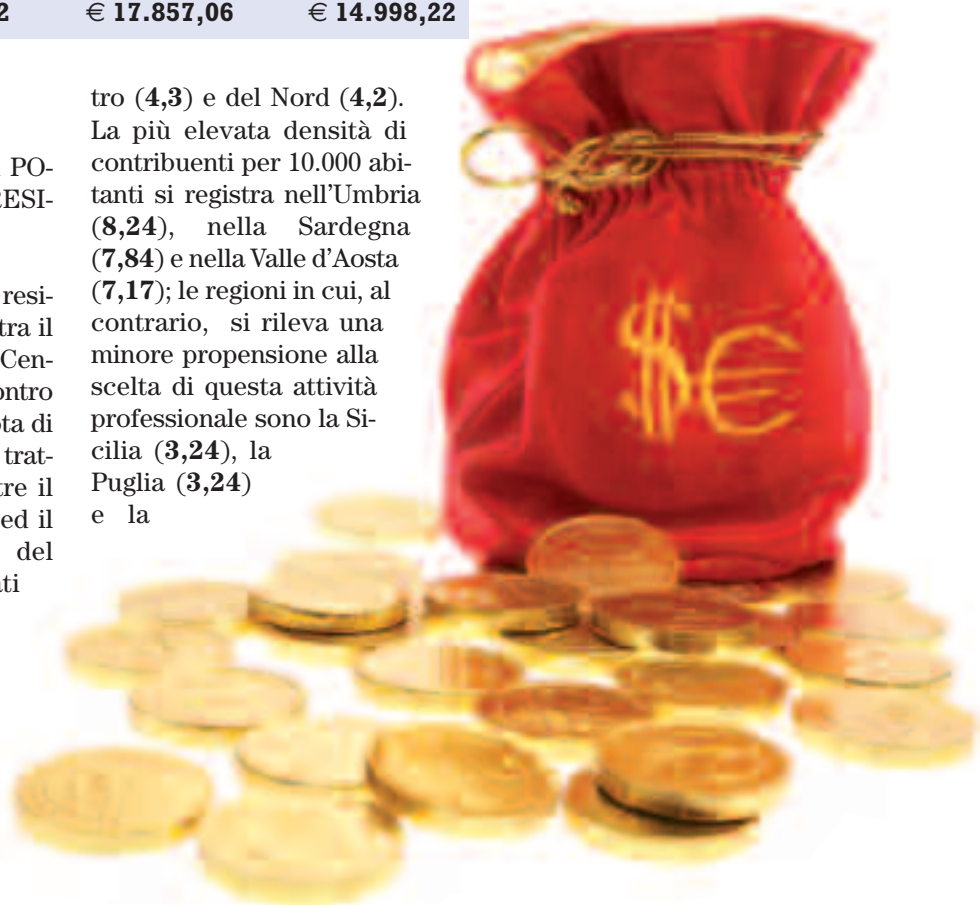 2 € 17.857,06 € 14.998,22
PO-
RESI-
resi-
tra il
Cen-
ontro
ta di
trat-
tre il
ed il
del
ti
tro (4,3) e del Nord (4,2).
La più elevata densità di
contribuenti per 10.000 abi-
tanti si registra nell'Umbria
(8,24), nella Sardegna
(7,84) e nella Valle d'Aosta
(7,17); le regioni in cui, al
contrario, si rileva una
minore propensione alla
scelta di questa attività
professionale sono la Si-
cilia (3,24), la
Puglia (3,24)
e la
$€